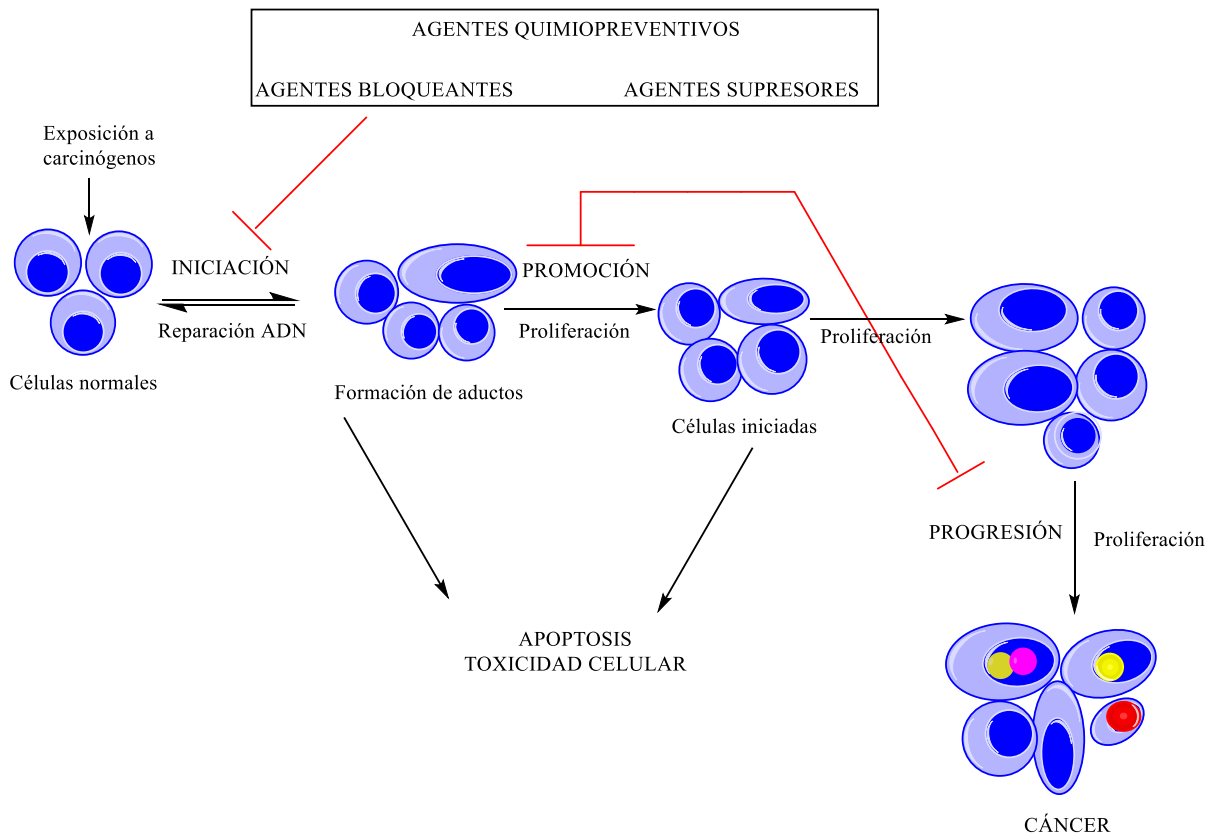 AGENTES QUIMIOPREVENTIVOS
AGENTES BLOQUEANTES
AGENTES SUPRESORES
Exposición a
carcinógenos
INICIACIÓN
Reparación ADN
Células normales
Formación de aductos
PROMOCIÓN
Proliferación
Células iniciadas
Proliferación
PROGRESIÓN
Proliferación
APOPTOSIS
TOXICIDAD CELULAR
CÁNCER